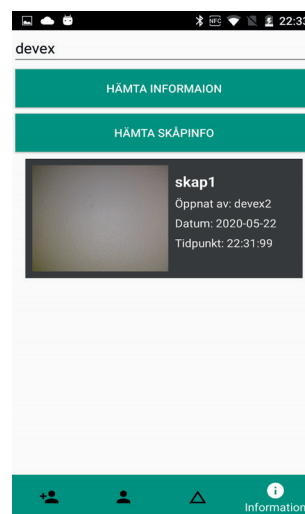 NFC 22:33
devex
HÄMTA INFORMAION
HÄMTA SKÅPINFO
skap1
Öppnat av: devex2
Datum: 2020-05-22
Tidpunkt: 22:31:99
Information